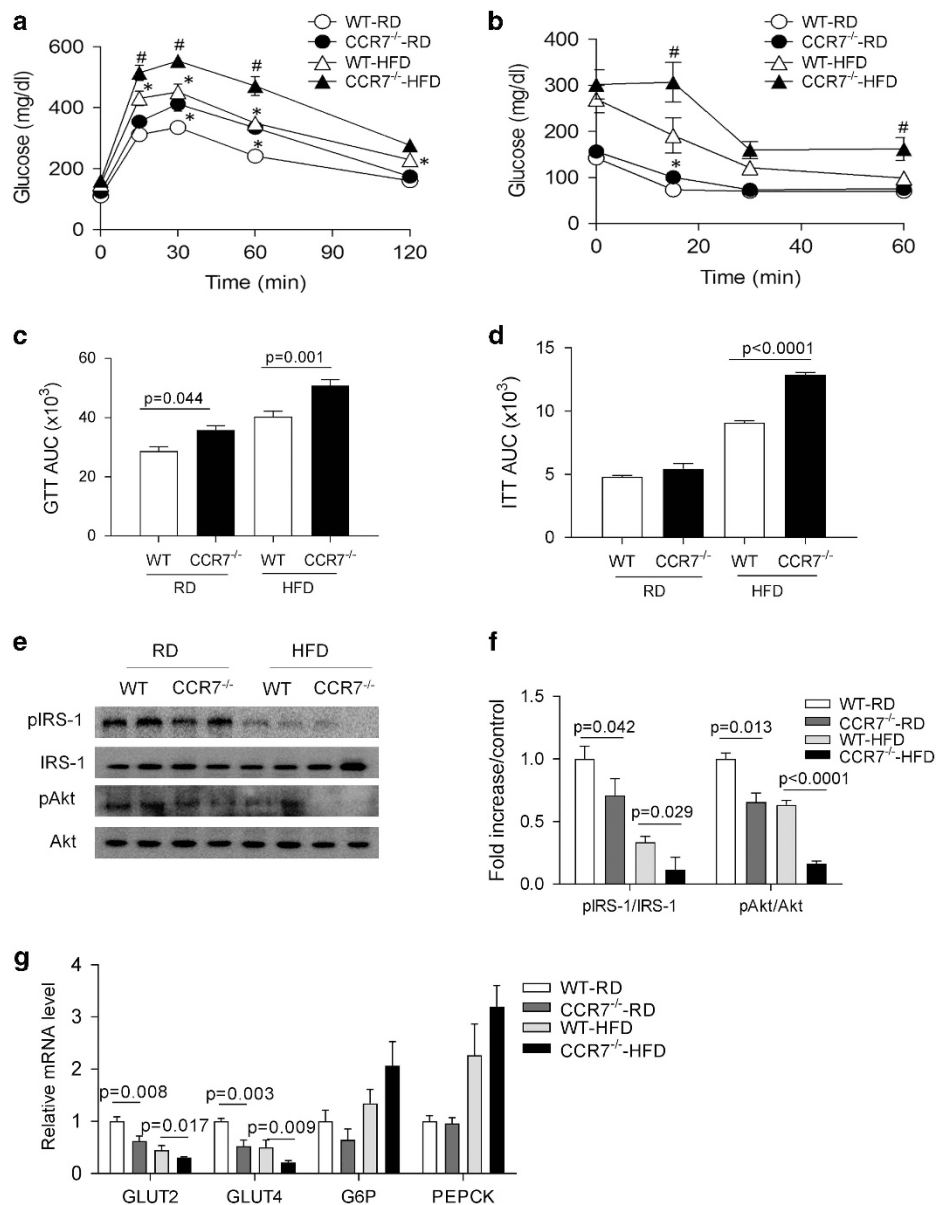 a
WT-RD
CCR7-/--RD
WT-HFD
CCR7-/--HFD
Glucose (mg/dl)
600
400
200
0
# # #
* * * * * *
0 30 60 90 120
Time (min)
b
WT-RD
CCR7-/--RD
WT-HFD
CCR7-/--HFD
Glucose (mg/dl)
400
300
200
100
0
# #
*
0 20 40 60
Time (min)
c
GTT AUC (x10³)
60
40
20
0
p=0.044
p=0.001
WT CCR7-/- WT CCR7-/-
RD HFD
d
ITT AUC (x10³)
15
10
5
0
p<0.0001
WT CCR7-/- WT CCR7-/-
RD HFD
e
RD HFD
WT CCR7-/- WT CCR7-/-
pIRS-1
IRS-1
pAkt
Akt
f
Fold increase/control
1.5
1.0
0.5
0.0
WT-RD
CCR7-/--RD
WT-HFD
CCR7-/--HFD
p=0.042
p=0.013
p=0.029
p<0.0001
pIRS-1/IRS-1 pAkt/Akt
g
Relative mRNA level
4
3
2
1
0
WT-RD
CCR7-/--RD
WT-HFD
CCR7-/--HFD
p=0.008
p=0.003
p=0.017
p=0.009
GLUT2 GLUT4 G6P PEPCK